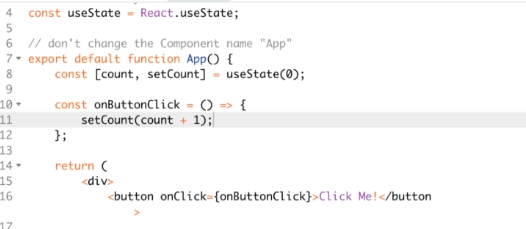 4 const useState = React.useState;
5
6 // don't change the Component name "App"
7 export default function App() {
8 const [count, setCount] = useState(0);
9
10 const onButtonClick = () => {
11 setCount(count + 1);
12 };
13
14 return (
15 <div>
16 <button onClick={onButtonClick}>Click Me!</button
>
17